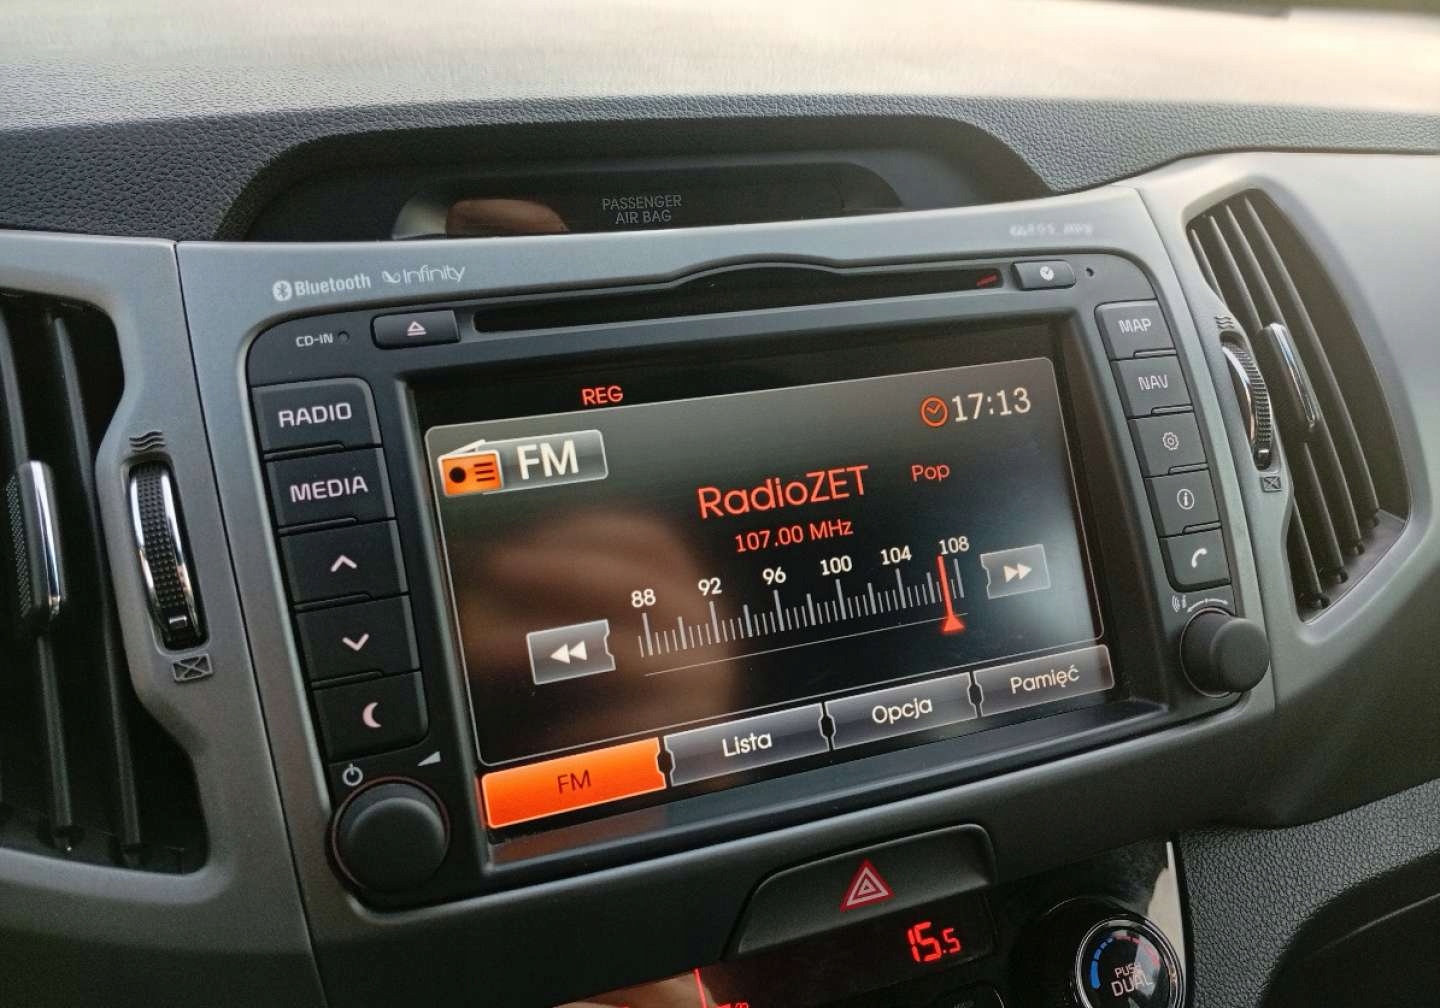 PASSENGER
AIR BAG
Bluetooth Infinity
CD-IN
RADIO
MEDIA
MAP
NAV
REG
17:13
FM
RadioZET Pop
107.00 MHz
88 92 96 100 104 108
FM Lista Opcja Pamięć
15.5
PUSH
DUAL